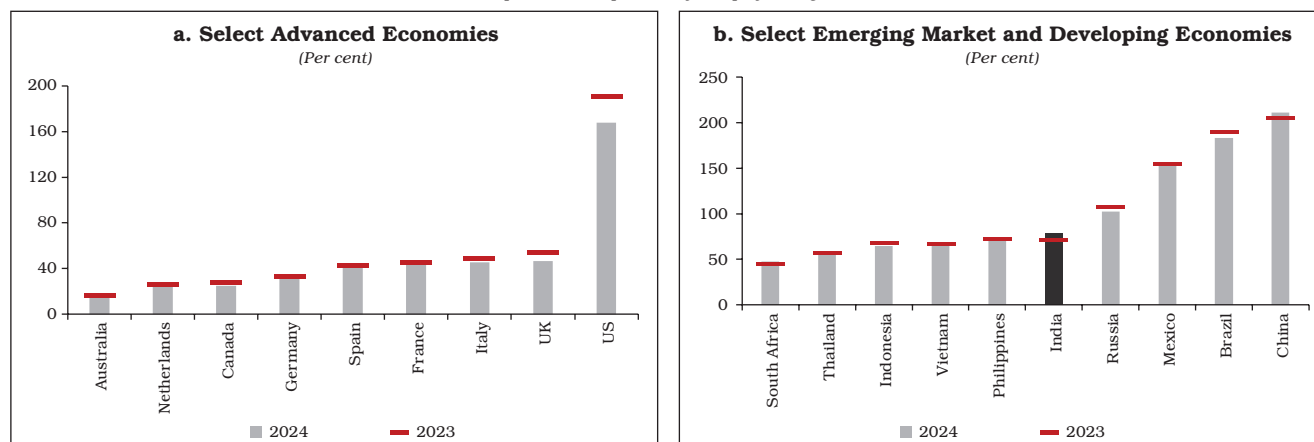 a. Select Advanced Economies
(Per cent)
200
160
120
80
40
0
Australia
Netherlands
Canada
Germany
Spain
France
Italy
UK
US
2024
2023
b. Select Emerging Market and Developing Economies
(Per cent)
250
200
150
100
50
0
South Africa
Thailand
Indonesia
Vietnam
Philippines
India
Russia
Mexico
Brazil
China
2024
2023